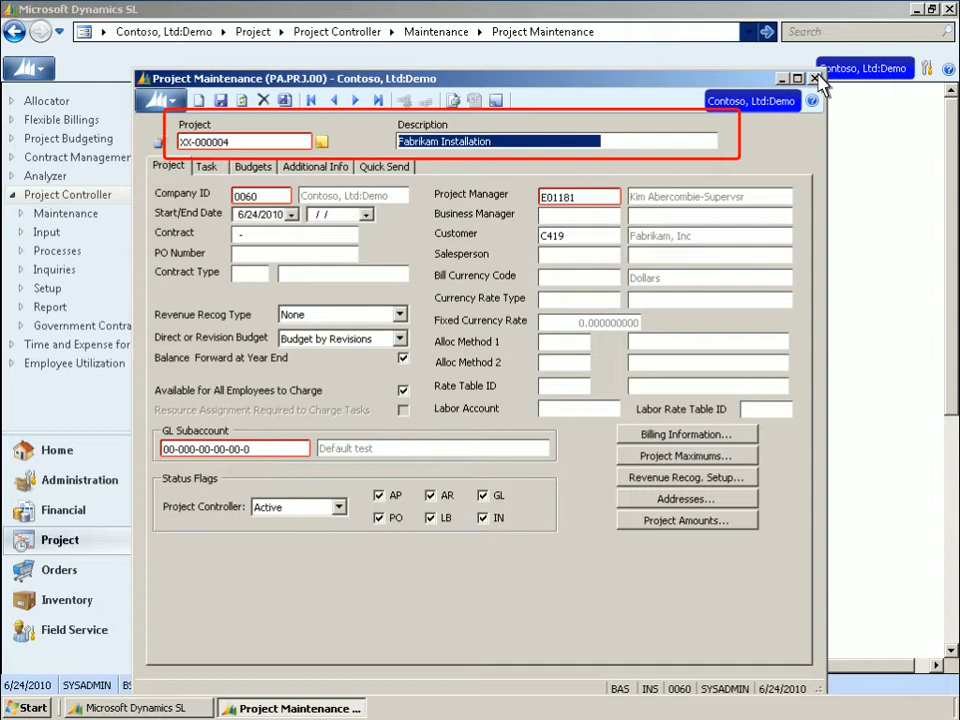 Microsoft Dynamics SL
Contoso, Ltd:Demo Project Project Controller Maintenance Project Maintenance Search
Contoso, Ltd:Demo
Allocator
Flexible Billings
Project Budgeting
Contract Managemer
Analyzer
Project Controller
Maintenance
Input
Processes
Inquiries
Setup
Report
Government Contra
Time and Expense fo
Employee Utilization
Home
Administration
Financial
Project
Orders
Inventory
Field Service
Project Maintenance (PA.PRJ.00) - Contoso, Ltd:Demo
Contoso, Ltd:Demo
Project Description
XX-000004 Fabrikam Installation
Project Task Budgets Additional Info Quick Send
Company ID 0060 Contoso, Ltd:Demo
Start/End Date 6/24/2010 / /
Contract -
PO Number
Contract Type
Revenue Recog Type None
Direct or Revision Budget Budget by Revisions
Balance Forward at Year End
Available for All Employees to Charge
Resource Assignment Required to Charge Tasks
Project Manager E01181 Kim Abercombie-Supervsr
Business Manager
Customer C419 Fabrikam, Inc
Salesperson
Bill Currency Code Dollars
Currency Rate Type
Fixed Currency Rate 0.000000000
Alloc Method 1
Alloc Method 2
Rate Table ID
Labor Account Labor Rate Table ID
GL Subaccount
00-000-00-00-00-0 Default test
Status Flags
Project Controller: Active
AP AR GL
PO LB IN
Billing Information...
Project Maximums...
Revenue Recog. Setup...
Addresses...
Project Amounts...
BAS INS 0060 SYSADMIN 6/24/2010
6/24/2010 SYSADMIN BS
Start Microsoft Dynamics SL Project Maintenance ...